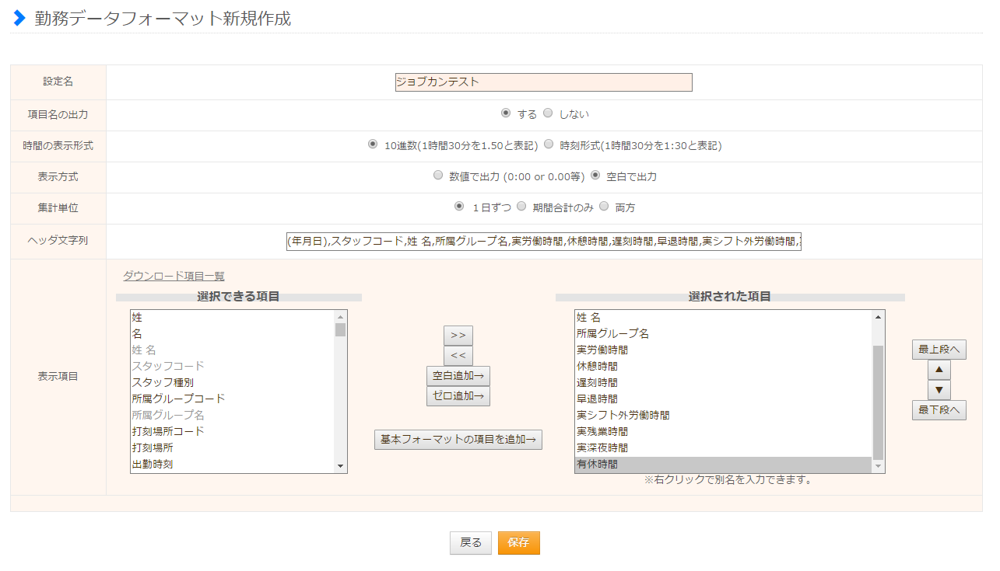 勤務データフォーマット新規作成
設定名
ジョブカンテスト
項目名の出力
する しない
時間の表示形式
10進数(1時間30分を1.50と表記) 時刻形式(1時間30分を1:30と表記)
表示方式
数値で出力 (0:00 or 0.00等) 空白で出力
集計単位
1日ずつ 期間合計のみ 両方
ヘッダ文字列
(年月日),スタッフコード,姓 名,所属グループ名,実労働時間,休憩時間,遅刻時間,早退時間,実シフト外労働時間,
表示項目
ダウンロード項目一覧
選択できる項目
姓
名
姓 名
スタッフコード
スタッフ種別
所属グループコード
所属グループ名
打刻場所コード
打刻場所
出勤時刻
>>
<<
空白追加→
ゼロ追加→
基本フォーマットの項目を追加→
選択された項目
姓 名
所属グループ名
実労働時間
休憩時間
遅刻時間
早退時間
実シフト外労働時間
実残業時間
実深夜時間
有休時間
※右クリックで別名を入力できます。
最上段へ
▲
▼
最下段へ
戻る
保存